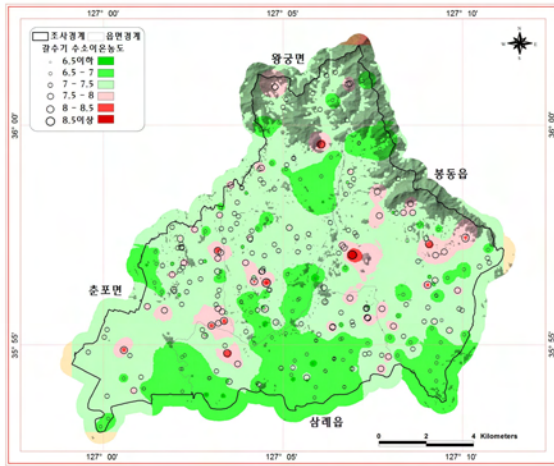 127° 00'
127° 05'
127° 10'
조사경계 읍면경계
갈수기 수소이온농도
6.5이하
6.5 - 7
7 - 7.5
7.5 - 8
8 - 8.5
8.5이상
왕궁면
N
W E
S
36° 00'
36° 00'
봉동읍
춘포면
35° 55'
35° 55'
삼례읍
0 2 4 Kilometers
127° 00'
127° 05'
127° 10'